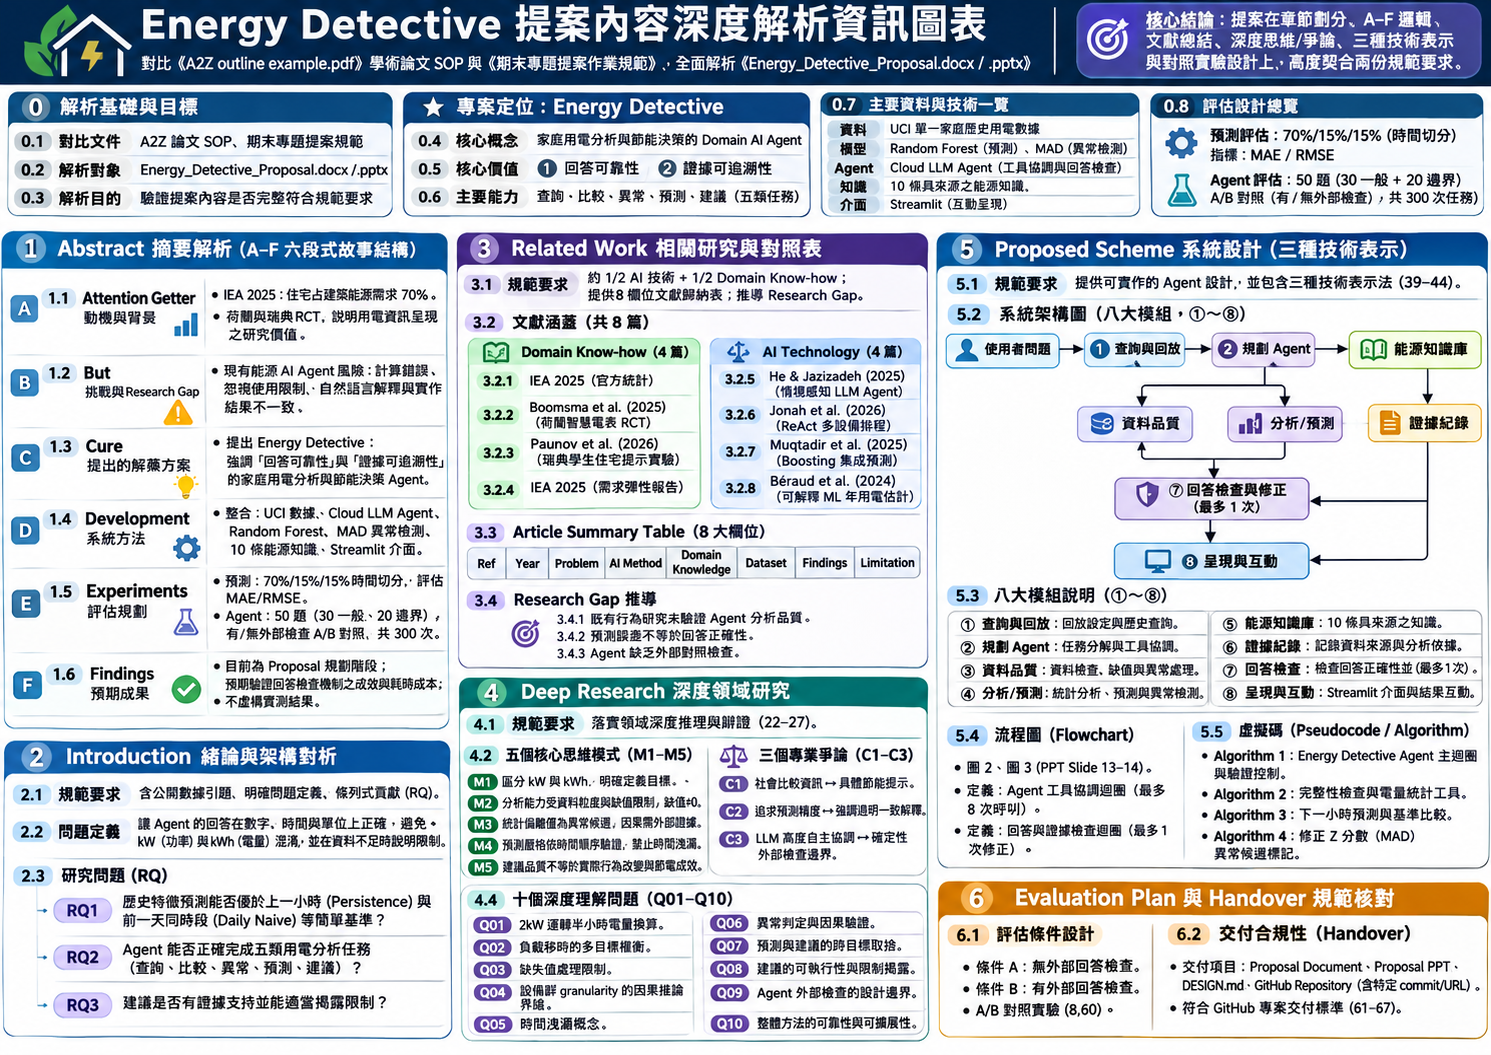 Energy Detective 提案內容深度解析資訊圖表
對比《A2Z outline example.pdf》學術論文 SOP 與《期末專題提案作業規範》，全面解析《Energy_Detective_Proposal.docx / .pptx》
核心結論：提案在章節劃分、A–F 邏輯、
文獻總結、深度思維/爭論、三種技術表示
與對照實驗設計上，高度契合兩份規範要求。
0 解析基礎與目標
0.1 對比文件 A2Z 論文 SOP、期末專題提案規範
0.2 解析對象 Energy_Detective_Proposal.docx /.pptx
0.3 解析目的 驗證提案內容是否完整符合規範要求
★ 專案定位：Energy Detective
0.4 核心概念 家庭用電分析與節能決策的 Domain AI Agent
0.5 核心價值 1 回答可靠性 2 證據可追溯性
0.6 主要能力 查詢、比較、異常、預測、建議（五類任務）
0.7 主要資料與技術一覽
資料 UCI 單一家庭歷史用電數據
模型 Random Forest（預測）、MAD（異常檢測）
Agent Cloud LLM Agent（工具協調與回答檢查）
知識 10 條具來源之能源知識。
介面 Streamlit（互動呈現）
0.8 評估設計總覽
預測評估：70%/15%/15%（時間切分）
指標：MAE / RMSE
Agent 評估：50 題（30 一般 + 20 邊界）
A/B 對照（有 / 無外部檢查），共 300 次任務）
1 Abstract 摘要解析（A–F 六段式故事結構）
A 1.1 Attention Getter
動機與背景
• IEA 2025：住宅占建築能源需求 70%。
• 荷蘭與瑞典 RCT，說明用電資訊呈現
之研究價值。
B 1.2 But
挑戰與Research Gap
• 現有能源 AI Agent 風險：計算錯誤、
忽視使用限制、自然語言解釋與實作
結果不一致。
C 1.3 Cure
提出的解藥方案
• 提出 Energy Detective：
強調「回答可靠性」與「證據可追溯性」
的家庭用電分析與節能決策 Agent。
D 1.4 Development
系統方法
• 整合：UCI 數據、Cloud LLM Agent、
Random Forest、MAD 異常檢測、
10 條能源知識、Streamlit 介面。
E 1.5 Experiments
評估規劃
• 預測：70%/15%/15% 時間切分，評估
MAE/RMSE。
• Agent：50 題（30 一般、20 邊界），
有/無外部檢查 A/B 對照，共 300 次。
F 1.6 Findings
預期成果
• 目前為 Proposal 規劃階段；
預期驗證回答檢查機制之成效與耗時成本；
• 不虛構實測結果。
2 Introduction 緒論與架構對析
2.1 規範要求 含公開數據引題、明確問題定義、條列式貢獻 (RQ)。
2.2 問題定義 讓 Agent 的回答在數字、時間與單位上正確，避免。
kW（功率）與 kWh（電量）混淆，並在資料不足時說明限制。
2.3 研究問題 (RQ)
RQ1 歷史特徵預測能否優於上一小時 (Persistence) 與
前一天同時段 (Daily Naive) 等簡單基準？
RQ2 Agent 能否正確完成五類用電分析任務
（查詢、比較、異常、預測、建議）？
RQ3 建議是否有證據支持並能適當揭露限制？
3 Related Work 相關研究與對照表
3.1 規範要求 約 1/2 AI 技術 + 1/2 Domain Know-how；
提供8 欄位文獻歸納表；推導 Research Gap。
3.2 文獻涵蓋（共 8 篇）
Domain Know-how（4 篇）
3.2.1 IEA 2025（官方統計）
3.2.2 Boomsma et al. (2025)
（荷蘭智慧電表 RCT）
3.2.3 Paunov et al. (2026)
（瑞典學生住宅提示實驗）
3.2.4 IEA 2025（需求彈性報告）
AI Technology（4 篇）
3.2.5 He & Jazizadeh (2025)
（情境感知 LLM Agent）
3.2.6 Jonah et al. (2026)
（ReAct 多設備排程）
3.2.7 Muqtadir et al. (2025)
（Boosting 集成預測）
3.2.8 Béraud et al. (2024)
（可解釋 ML 年用電估計）
3.3 Article Summary Table（8 大欄位）
Ref Year Problem AI Method Domain Knowledge Dataset Findings Limitation
3.4 Research Gap 推導
3.4.1 既有行為研究未驗證 Agent 分析品質。
3.4.2 預測誤差不等於回答正確性。
3.4.3 Agent 缺乏外部對照檢查。
4 Deep Research 深度領域研究
4.1 規範要求 落實領域深度推理與辯證（22–27）。
4.2 五個核心思維模式（M1–M5）
M1 區分 kW 與 kWh，明確定義目標。
M2 分析能力受資料粒度與缺值限制，缺值≠0。
M3 統計偏離值為異常候選，因果需外部證據。
M4 預測嚴格依時間順序驗證，禁止時間洩漏。
M5 建議品質不等於實際行為改變與節電成效。
三個專業爭論（C1–C3）
C1 社會比較資訊 ↔ 具體節能提示。
C2 追求預測精度 ↔ 強調透明一致解釋。
C3 LLM 高度自主協調 ↔ 確定性
外部檢查邊界。
4.4 十個深度理解問題（Q01–Q10）
Q01 2kW 運轉半小時電量換算。
Q02 負載移時的多目標權衡。
Q03 缺失值處理限制。
Q04 設備群 granularity 的因果推論
界限。
Q05 時間洩漏概念。
Q06 異常判定與因果驗證。
Q07 預測與建議的時目標取捨。
Q08 建議的可執行性與限制揭露。
Q09 Agent 外部檢查的設計邊界。
Q10 整體方法的可靠性與可擴展性。
5 Proposed Scheme 系統設計（三種技術表示）
5.1 規範要求 提供可實作的 Agent 設計，並包含三種技術表示法（39–44）。
5.2 系統架構圖（八大模組，①～⑧）
使用者問題 1 查詢與回放 2 規劃 Agent 能源知識庫
資料品質 分析/預測 證據紀錄
⑦ 回答檢查與修正
（最多 1 次）
8 呈現與互動
5.3 八大模組說明（①～⑧）
① 查詢與回放：回放設定與歷史查詢。
② 規劃 Agent：任務分解與工具協調。
③ 資料品質：資料檢查、缺值與異常處理。
④ 分析/預測：統計分析、預測與異常檢測。
⑤ 能源知識庫：10 條具來源之知識。
⑥ 證據紀錄：記錄資料來源與分析依據。
⑦ 回答檢查：檢查回答正確性並（最多1次）。
⑧ 呈現與互動：Streamlit 介面與結果互動。
5.4 流程圖（Flowchart）
• 圖 2、圖 3 (PPT Slide 13–14)。
• 定義：Agent 工具協調迴圈（最多
8 次呼叫）。
• 定義：回答與證據檢查迴圈（最多1
次修正）。
5.5 虛擬碼（Pseudocode / Algorithm）
• Algorithm 1：Energy Detective Agent 主迴圈
與驗證控制。
• Algorithm 2：完整性檢查與電量統計工具。
• Algorithm 3：下一小時預測與基準比較。
• Algorithm 4：修正 Z 分數（MAD）
異常候選標記。
6 Evaluation Plan 與 Handover 規範核對
6.1 評估條件設計
• 條件 A：無外部回答檢查。
• 條件 B：有外部回答檢查。
• A/B 對照實驗 (8,60)。
6.2 交付合規性（Handover）
• 交付項目：Proposal Document、Proposal PPT、
DESIGN.md、GitHub Repository (含特定 commit/URL)。
• 符合 GitHub 專案交付標準 (61–67)。